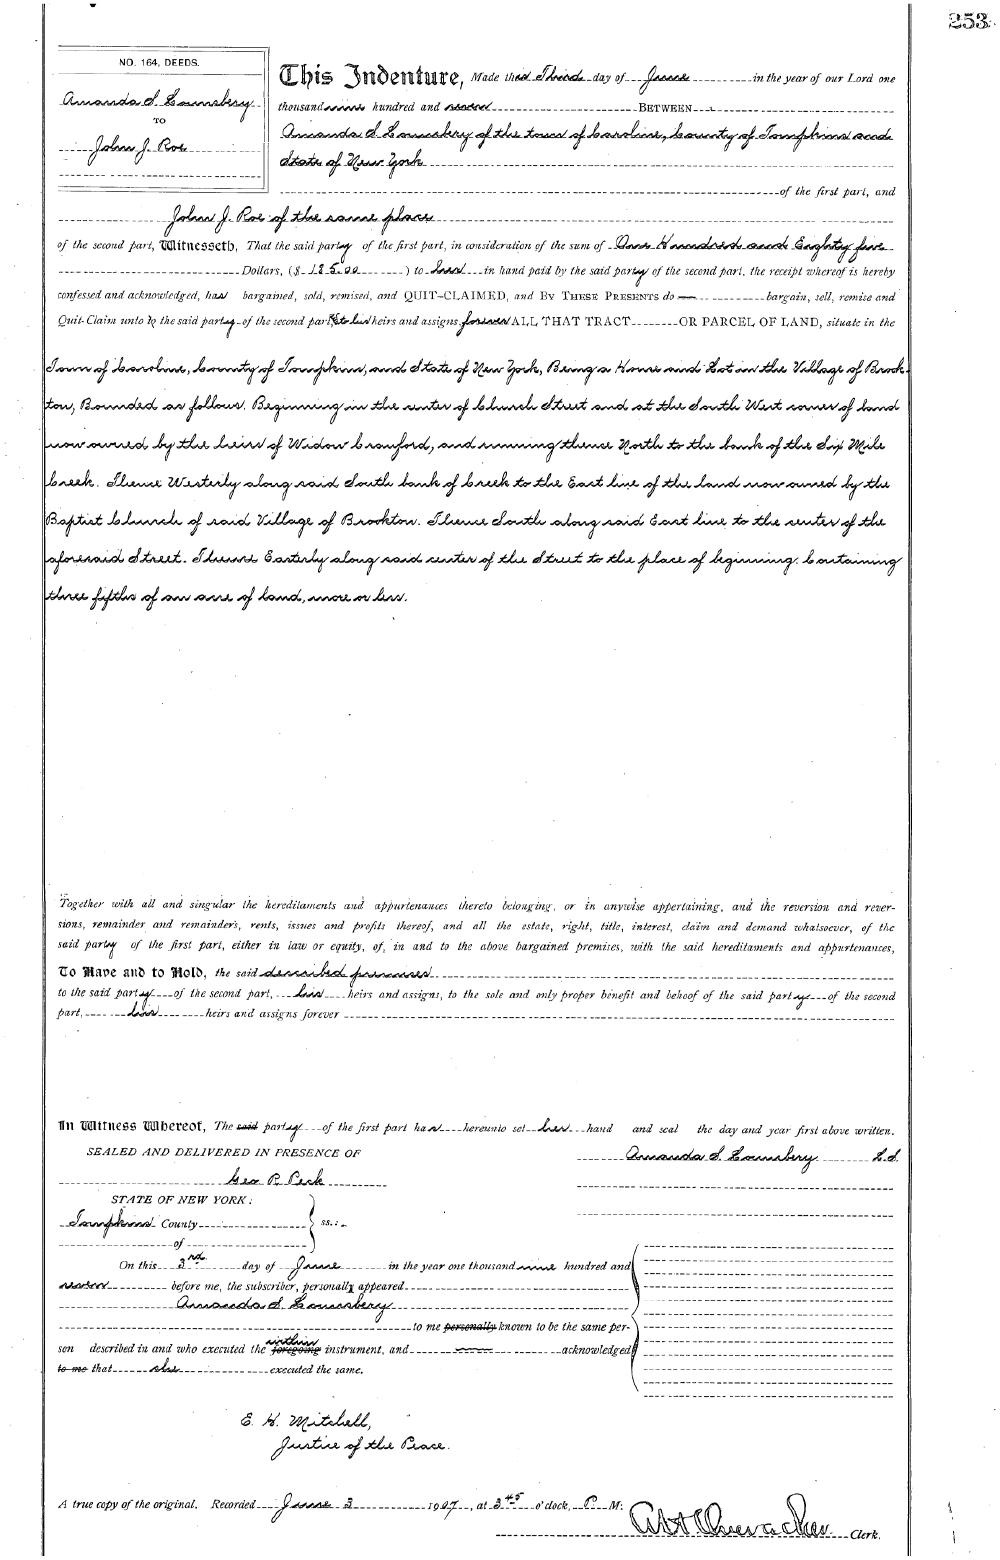 253
NO. 164, DEEDS.
Amanda S. Lounsbery
TO
John J. Roe
This Indenture, Made this Third day of June in the year of our Lord one
thousand nine hundred and seven BETWEEN
Amanda S Lounsbery of the town of Caroline, County of Tompkins and
State of New York
of the first part, and
John J. Roe of the same place
of the second part, Witnesseth, That the said party of the first part, in consideration of the sum of One Hundred and Eighty five
Dollars, ($ 185.00 ) to her in hand paid by the said party of the second part, the receipt whereof is hereby
confessed and acknowledged, has bargained, sold, remised, and QUIT-CLAIMED, and BY THESE PRESENTS do bargain, sell, remise and
Quit-Claim unto the said party of the second part, & to his heirs and assigns, forever ALL THAT TRACT OR PARCEL OF LAND, situate in the
Town of Caroline, County of Tompkins, and State of New York, Being a House and Lot in the Village of Brook-
ton, Bounded as follows. Beginning in the center of Church Street and at the South West corner of land
now owned by the heirs of Widow Cranford, and running thence North to the bank of the Six Mile
Creek. Thence Westerly along said South bank of Creek to the East line of the land now owned by the
Baptist Church of said Village of Brookton. Thence South along said East line to the center of the
aforesaid Street. Thence Easterly along said center of the Street to the place of beginning. Containing
three fifths of an acre of land, more or less.
Together with all and singular the hereditaments and appurtenances thereto belonging, or in anywise appertaining, and the reversion and rever-
sions, remainder and remainders, rents, issues and profits thereof, and all the estate, right, title, interest, claim and demand whatsoever, of the
said party of the first part, either in law or equity, of, in and to the above bargained premises, with the said hereditaments and appurtenances,
To Have and to Hold, the said described premises
to the said party of the second part, his heirs and assigns, to the sole and only proper benefit and behoof of the said party of the second
part, his heirs and assigns forever
In Witness Whereof, The said party of the first part has hereunto set her hand and seal the day and year first above written.
SEALED AND DELIVERED IN PRESENCE OF
Amanda S. Lounsbery L.S
Geo P. Peck
STATE OF NEW YORK:
Tompkins County ss.:
of
On this 3rd day of June in the year one thousand nine hundred and
seven before me, the subscriber, personally appeared
Amanda S. Lounsbery
to me personally known to be the same per-
son described in and who executed the foregoing within instrument, and acknowledged
to me that she executed the same.
E. H. Mitchell,
Justice of the Peace.
A true copy of the original, Recorded June 3 1907, at 3 45 o'clock, P M:
Clerk.